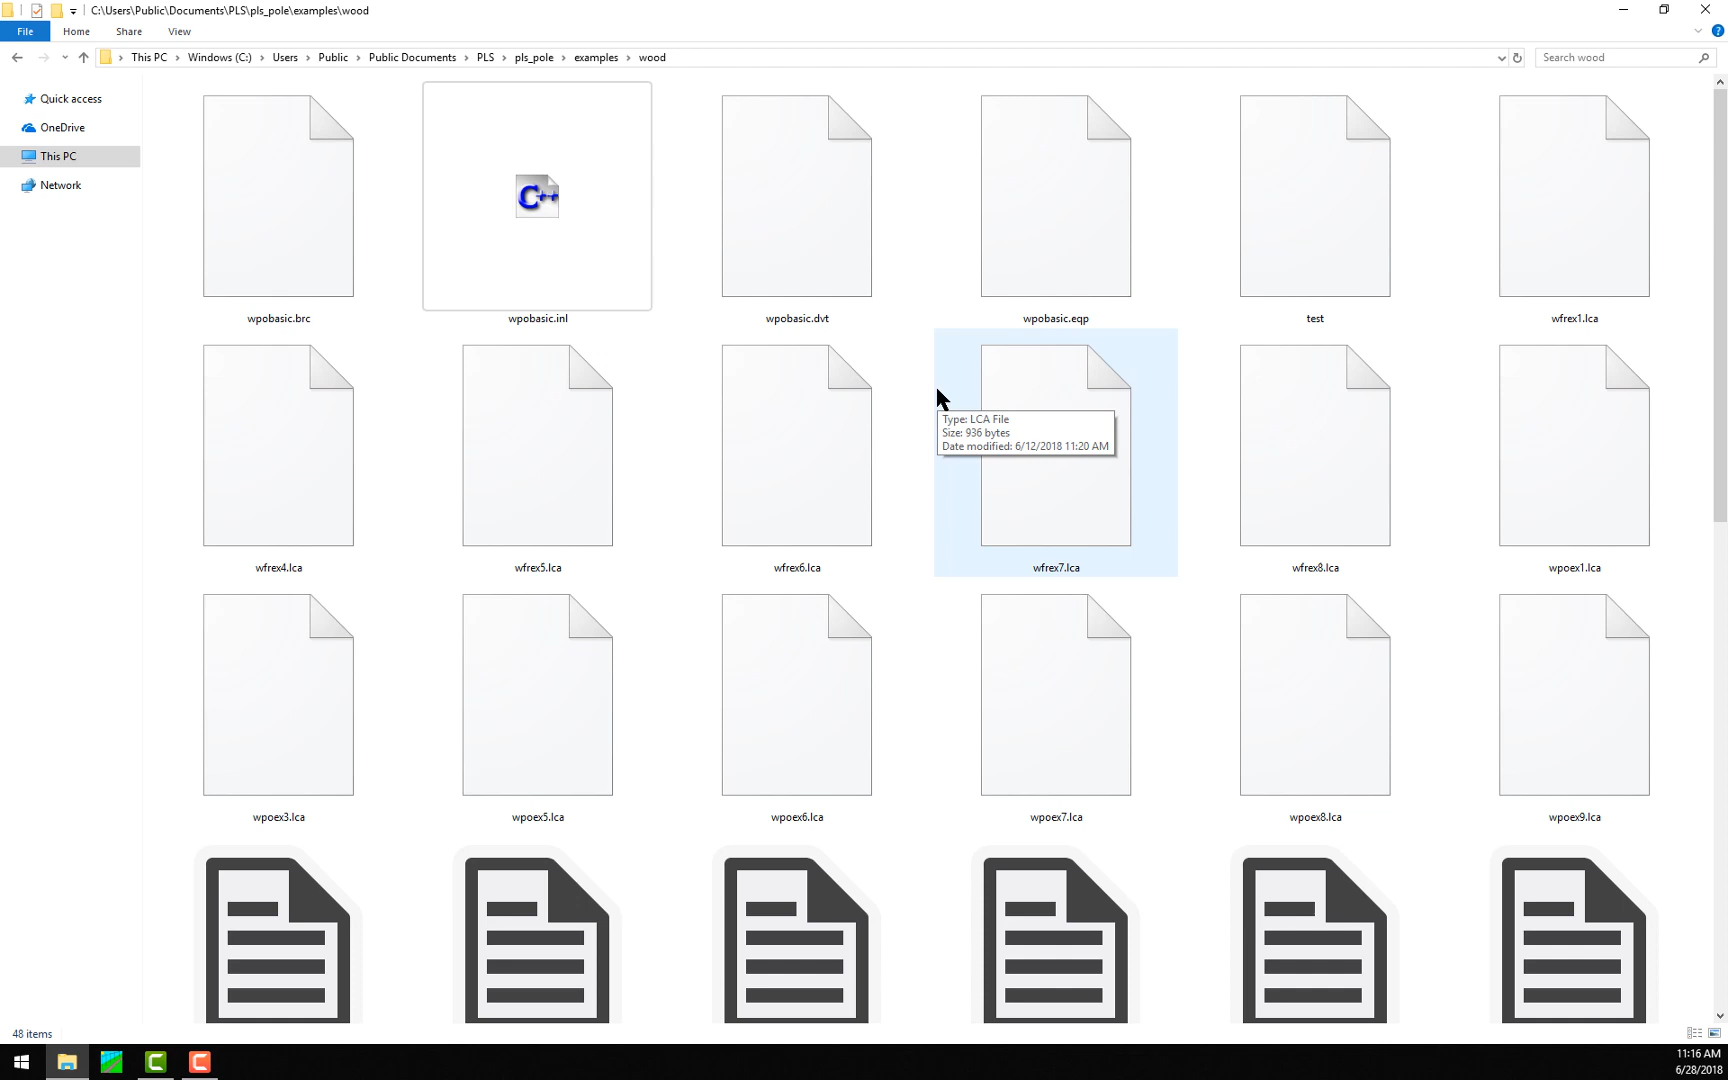 C:\Users\Public\Documents\PLS\pls_pole\examples\wood
File Home Share View
This PC Windows (C:) Users Public Public Documents PLS pls_pole examples wood
Search wood
Quick access
OneDrive
This PC
Network
C++
wpobasic.brc wpobasic.inl wpobasic.dvt wpobasic.eqp test wfrex1.lca
Type: LCA File
Size: 936 bytes
Date modified: 6/12/2018 11:20 AM
wfrex4.lca wfrex5.lca wfrex6.lca wfrex7.lca wfrex8.lca wpoex1.lca
wpoex3.lca wpoex5.lca wpoex6.lca wpoex7.lca wpoex8.lca wpoex9.lca
48 items
11:16 AM
6/28/2018